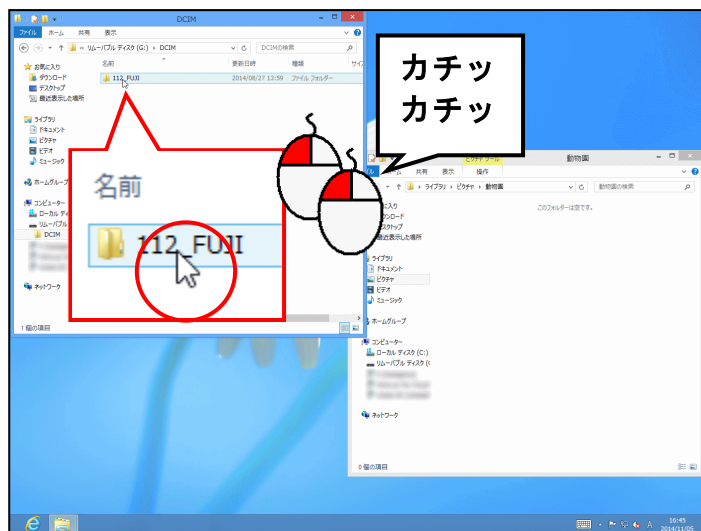 DCIM
ファイル ホーム 共有 表示
リムーバブル ディスク (G:) ▸ DCIM
DCIMの検索
名前 更新日時 種類 サイズ
お気に入り
ダウンロード
デスクトップ
最近表示した場所
112_FUJI 2014/08/27 13:59 ファイル フォルダー
ライブラリ
ドキュメント
ピクチャ
ビデオ
ミュージック
ホームグループ
コンピューター
ローカル ディ
リムーバブル
DCIM
ネットワーク
1 個の項目
名前
112_FUJI
カチッ
カチッ
ピクチャ ツール 動物園
ル ホーム 共有 表示 操作
ライブラリ ▸ ピクチャ ▸ 動物園
動物園の検索
に入り
ウンロード
スクトップ
最近表示した場所
このフォルダーは空です。
ライブラリ
ドキュメント
ピクチャ
ビデオ
ミュージック
ホームグループ
コンピューター
ローカル ディスク (C:)
リムーバブル ディスク (
ネットワーク
0 個の項目
A 16:45
2014/11/05